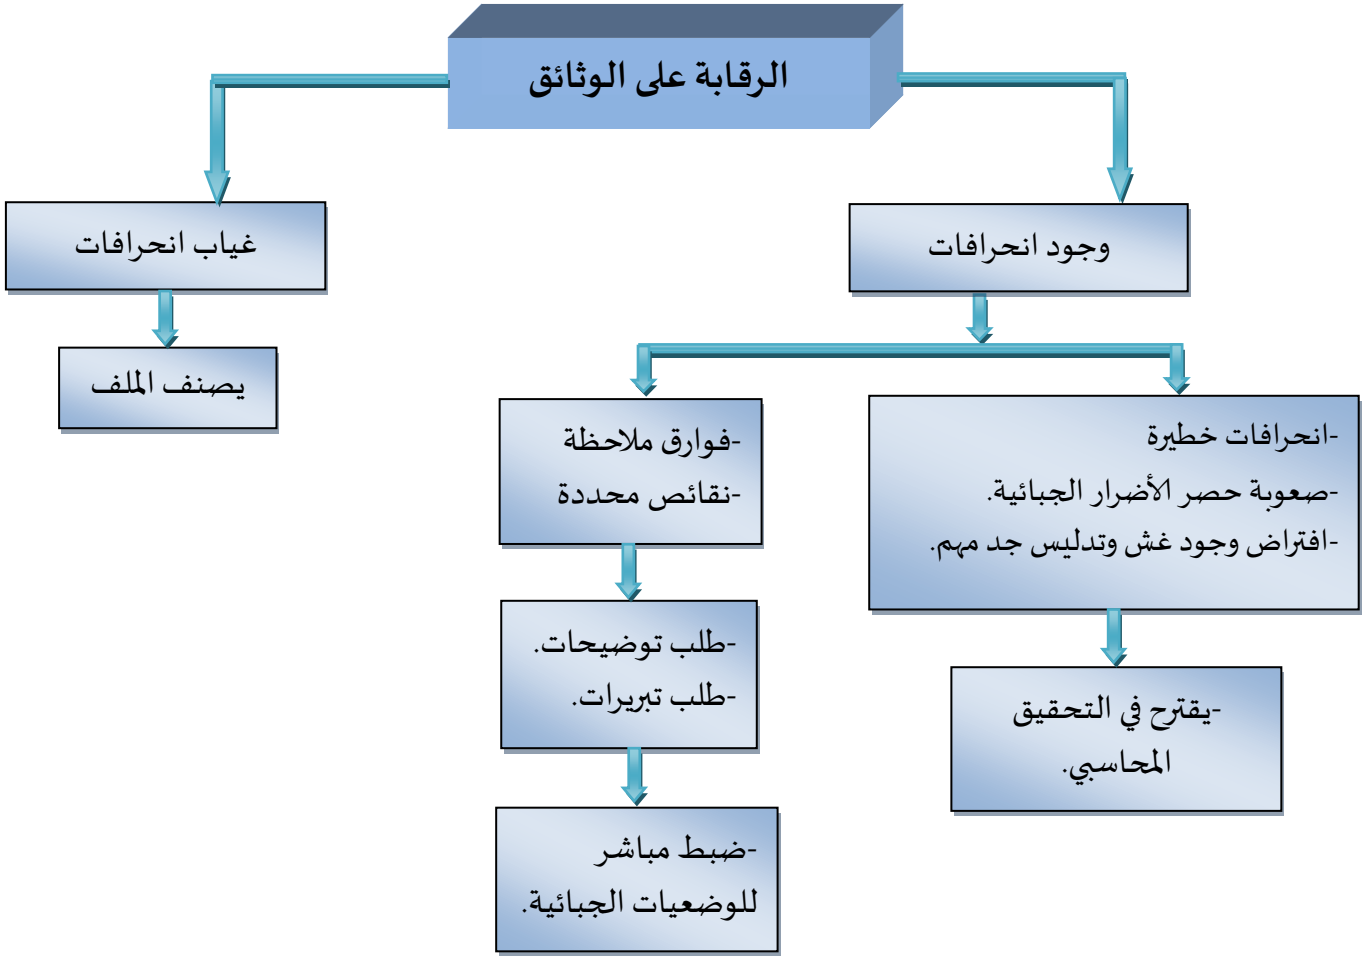 الرقابة على الوثائق
وجود انحرافات
غياب انحرافات
يصنف الملف
-انحرافات خطيرة
-صعوبة حصر الأضرار الجبائية.
-افتراض وجود غش وتدليس جد مهم.
-فوارق ملاحظة
-نقائص محددة
-طلب توضيحات.
-طلب تبريرات.
-يقترح في التحقيق
المحاسبي.
-ضبط مباشر
للوضعيات الجبائية.